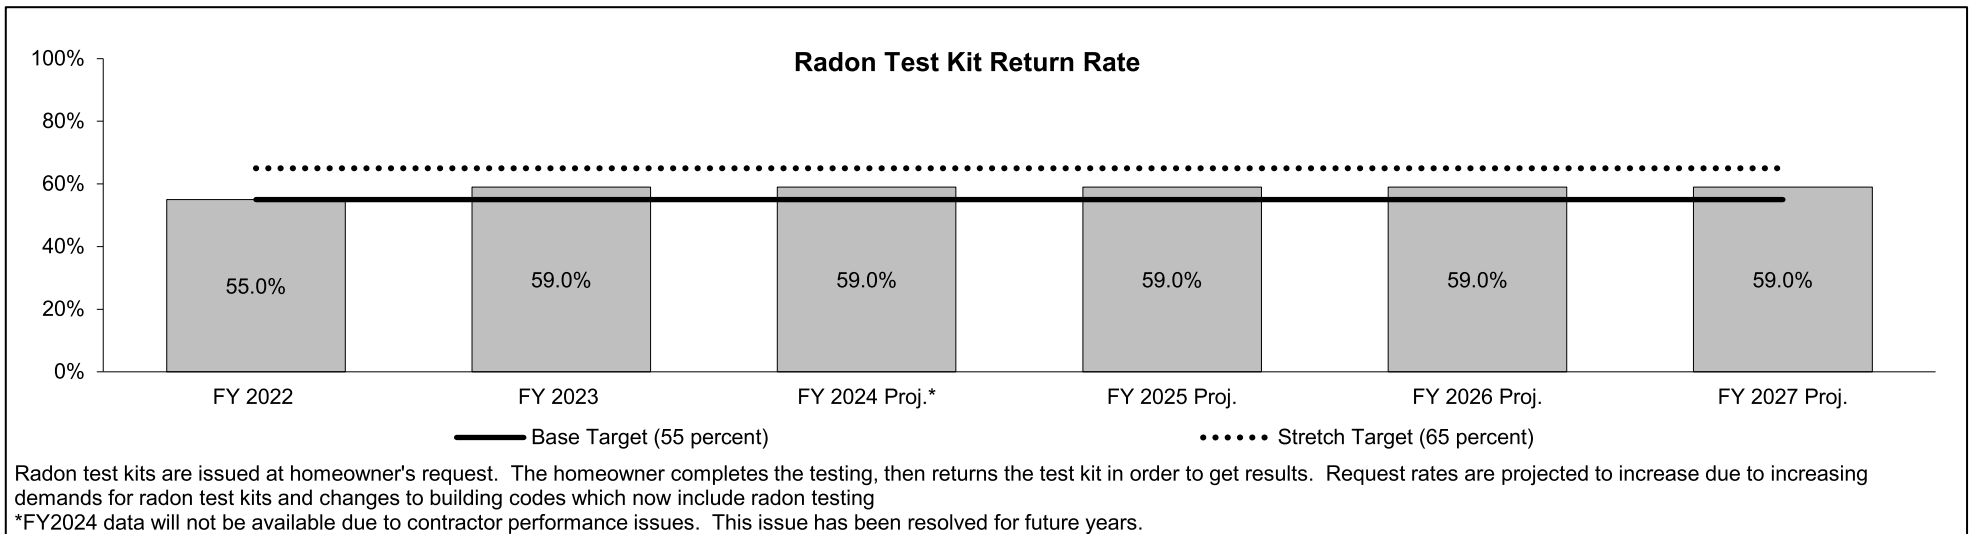 Radon Test Kit Return Rate
100%
80%
60%
40%
20%
0%
55.0%
59.0%
59.0%
59.0%
59.0%
59.0%
FY 2022
FY 2023
FY 2024 Proj.*
FY 2025 Proj.
FY 2026 Proj.
FY 2027 Proj.
Base Target (55 percent)
Stretch Target (65 percent)
Radon test kits are issued at homeowner's request.  The homeowner completes the testing, then returns the test kit in order to get results.  Request rates are projected to increase due to increasing
demands for radon test kits and changes to building codes which now include radon testing
*FY2024 data will not be available due to contractor performance issues.  This issue has been resolved for future years.